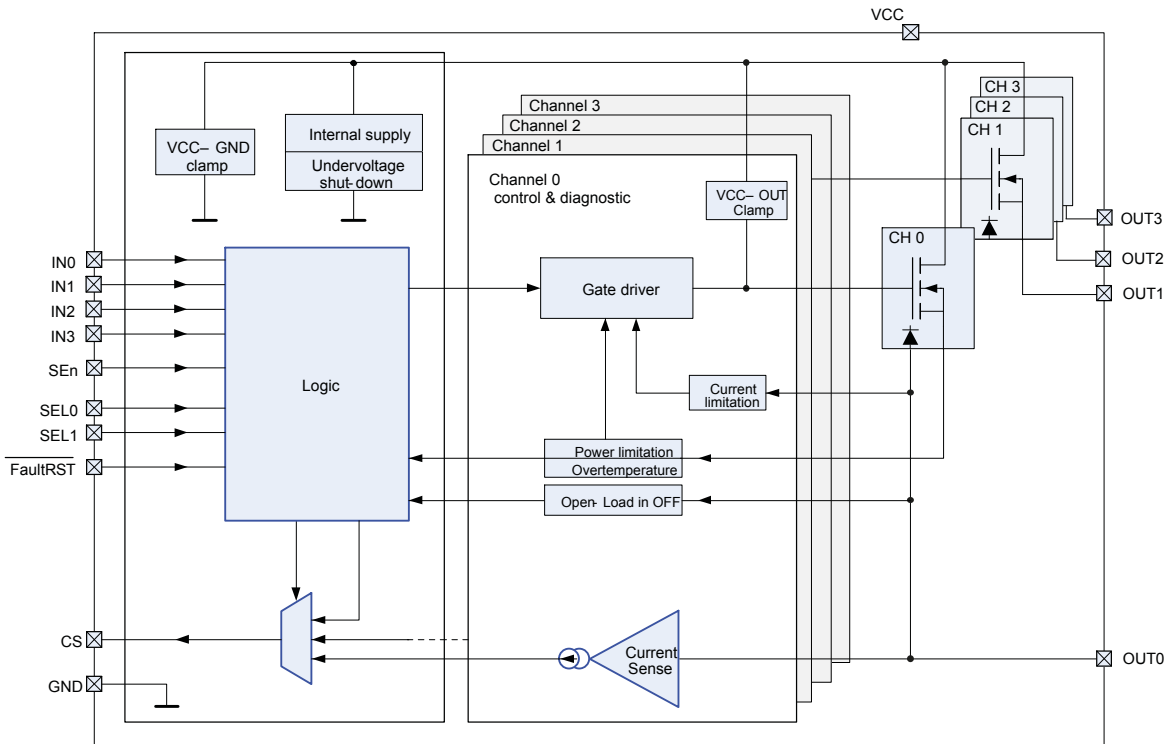 VCC
Channel 3
Channel 2
Channel 1
Channel 0
control & diagnostic
CH 3
CH 2
CH 1
CH 0
VCC– GND
clamp
Internal supply
Undervoltage
shut-down
VCC– OUT
Clamp
IN0
IN1
IN2
IN3
SEn
SEL0
SEL1
FaultRST
Logic
Gate driver
Current
limitation
Power limitation
Overtemperature
Open- Load in OFF
Current
Sense
OUT3
OUT2
OUT1
OUT0
CS
GND